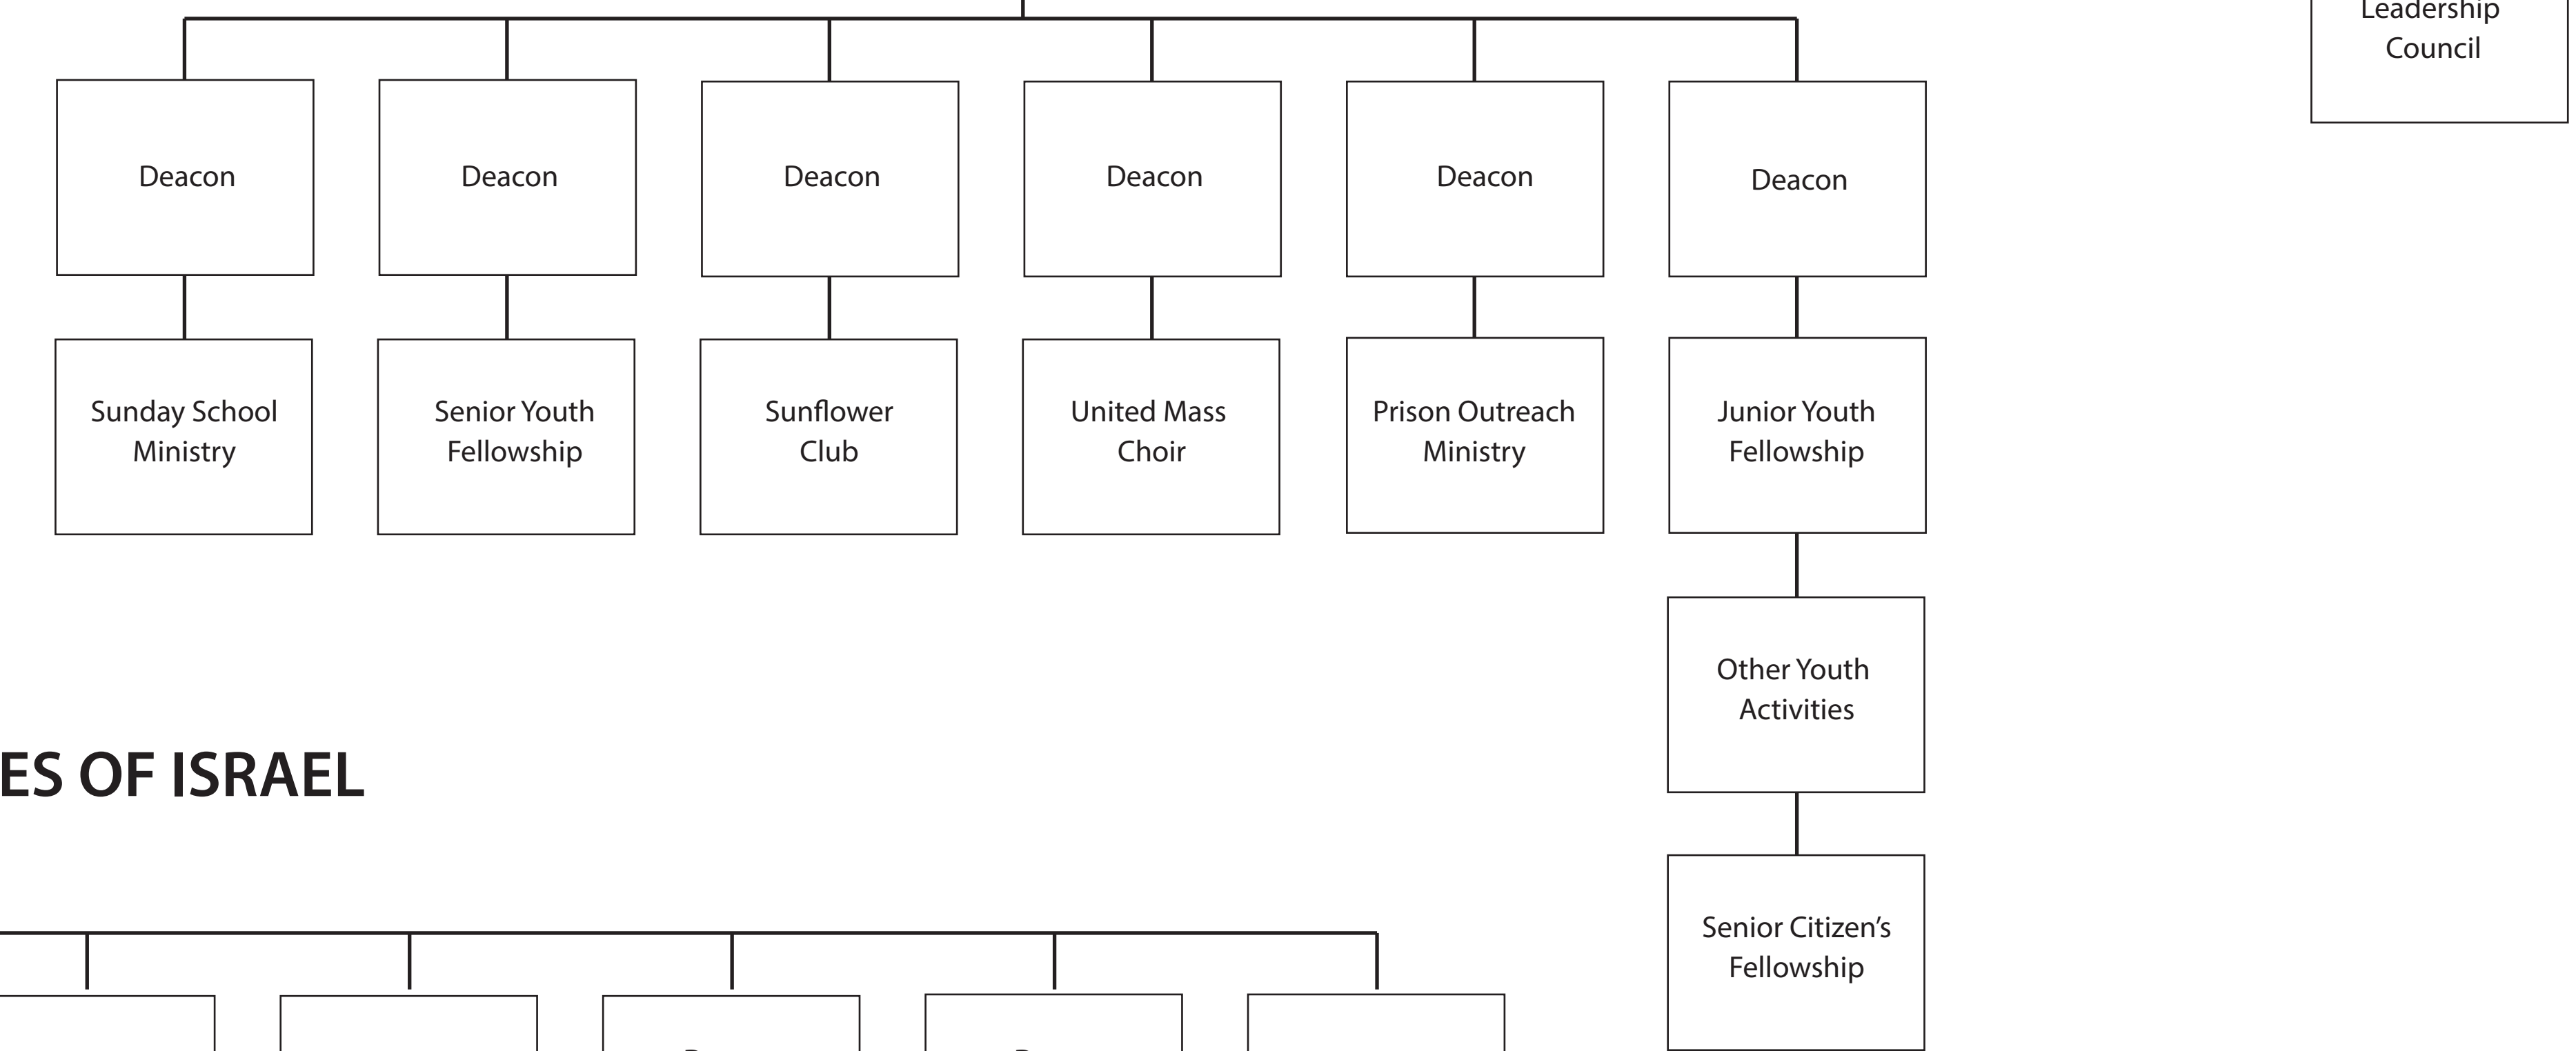 Leadership
Council
Deacon
Deacon
Deacon
Deacon
Deacon
Deacon
Sunday School
Ministry
Senior Youth
Fellowship
Sunflower
Club
United Mass
Choir
Prison Outreach
Ministry
Junior Youth
Fellowship
Other Youth
Activities
ES OF ISRAEL
Senior Citizen’s
Fellowship